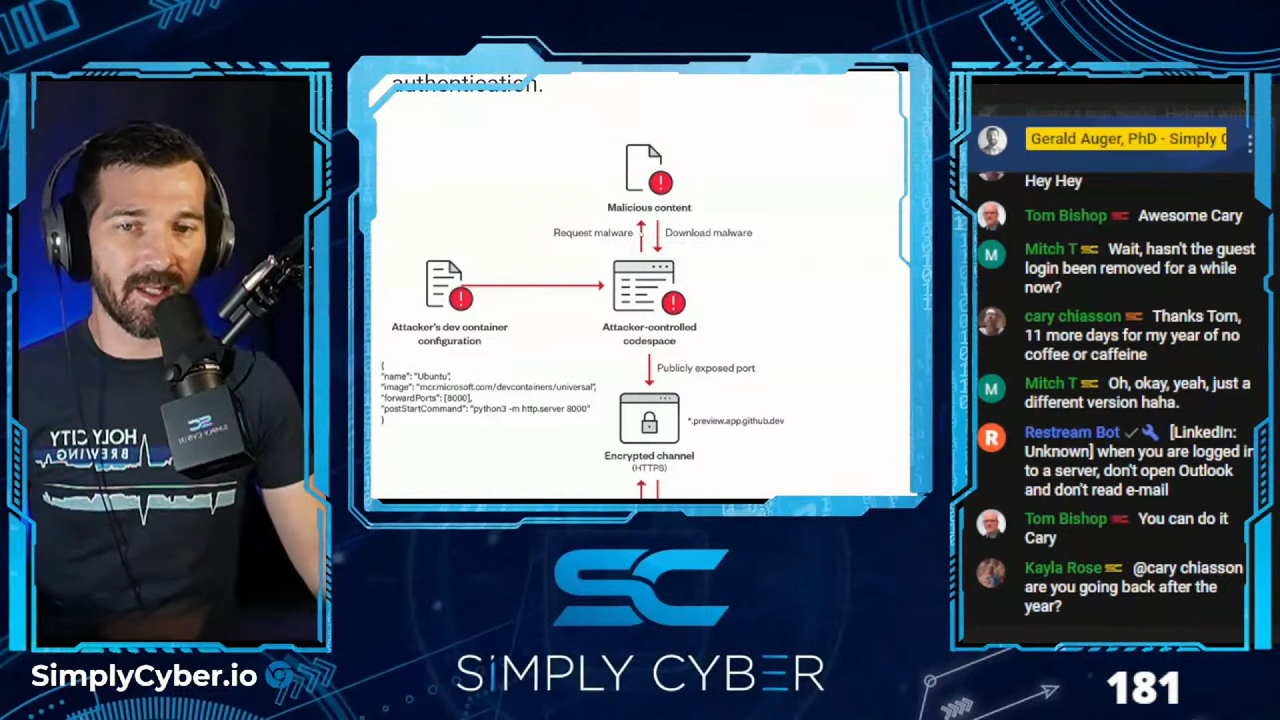 authentication.
Malicious content
Request malware
Download malware
Attacker's dev container
configuration
Attacker-controlled
codespace
{
"name": "Ubuntu",
"image": "mcr.microsoft.com/devcontainers/universal",
"forwardPorts": [8000],
"postStartCommand": "python3 -m http.server 8000"
}
Publicly exposed port
*.preview.app.github.dev
Encrypted channel
(HTTPS)
HOLY CITY
BREWING
SC
SIMPLY CYBER
SC
SIMPLY CYBER
SimplyCyber.io
Gerald Auger, PhD - Simply C
Hey Hey
Tom Bishop Awesome Cary
M
Mitch T Wait, hasn't the guest
login been removed for a while
now?
cary chiasson Thanks Tom,
11 more days for my year of no
coffee or caffeine
M
Mitch T Oh, okay, yeah, just a
different version haha.
R
Restream Bot [LinkedIn:
Unknown] when you are logged in
to a server, don't open Outlook
and don't read e-mail
Tom Bishop You can do it
Cary
Kayla Rose @cary chiasson
are you going back after the
year?
181